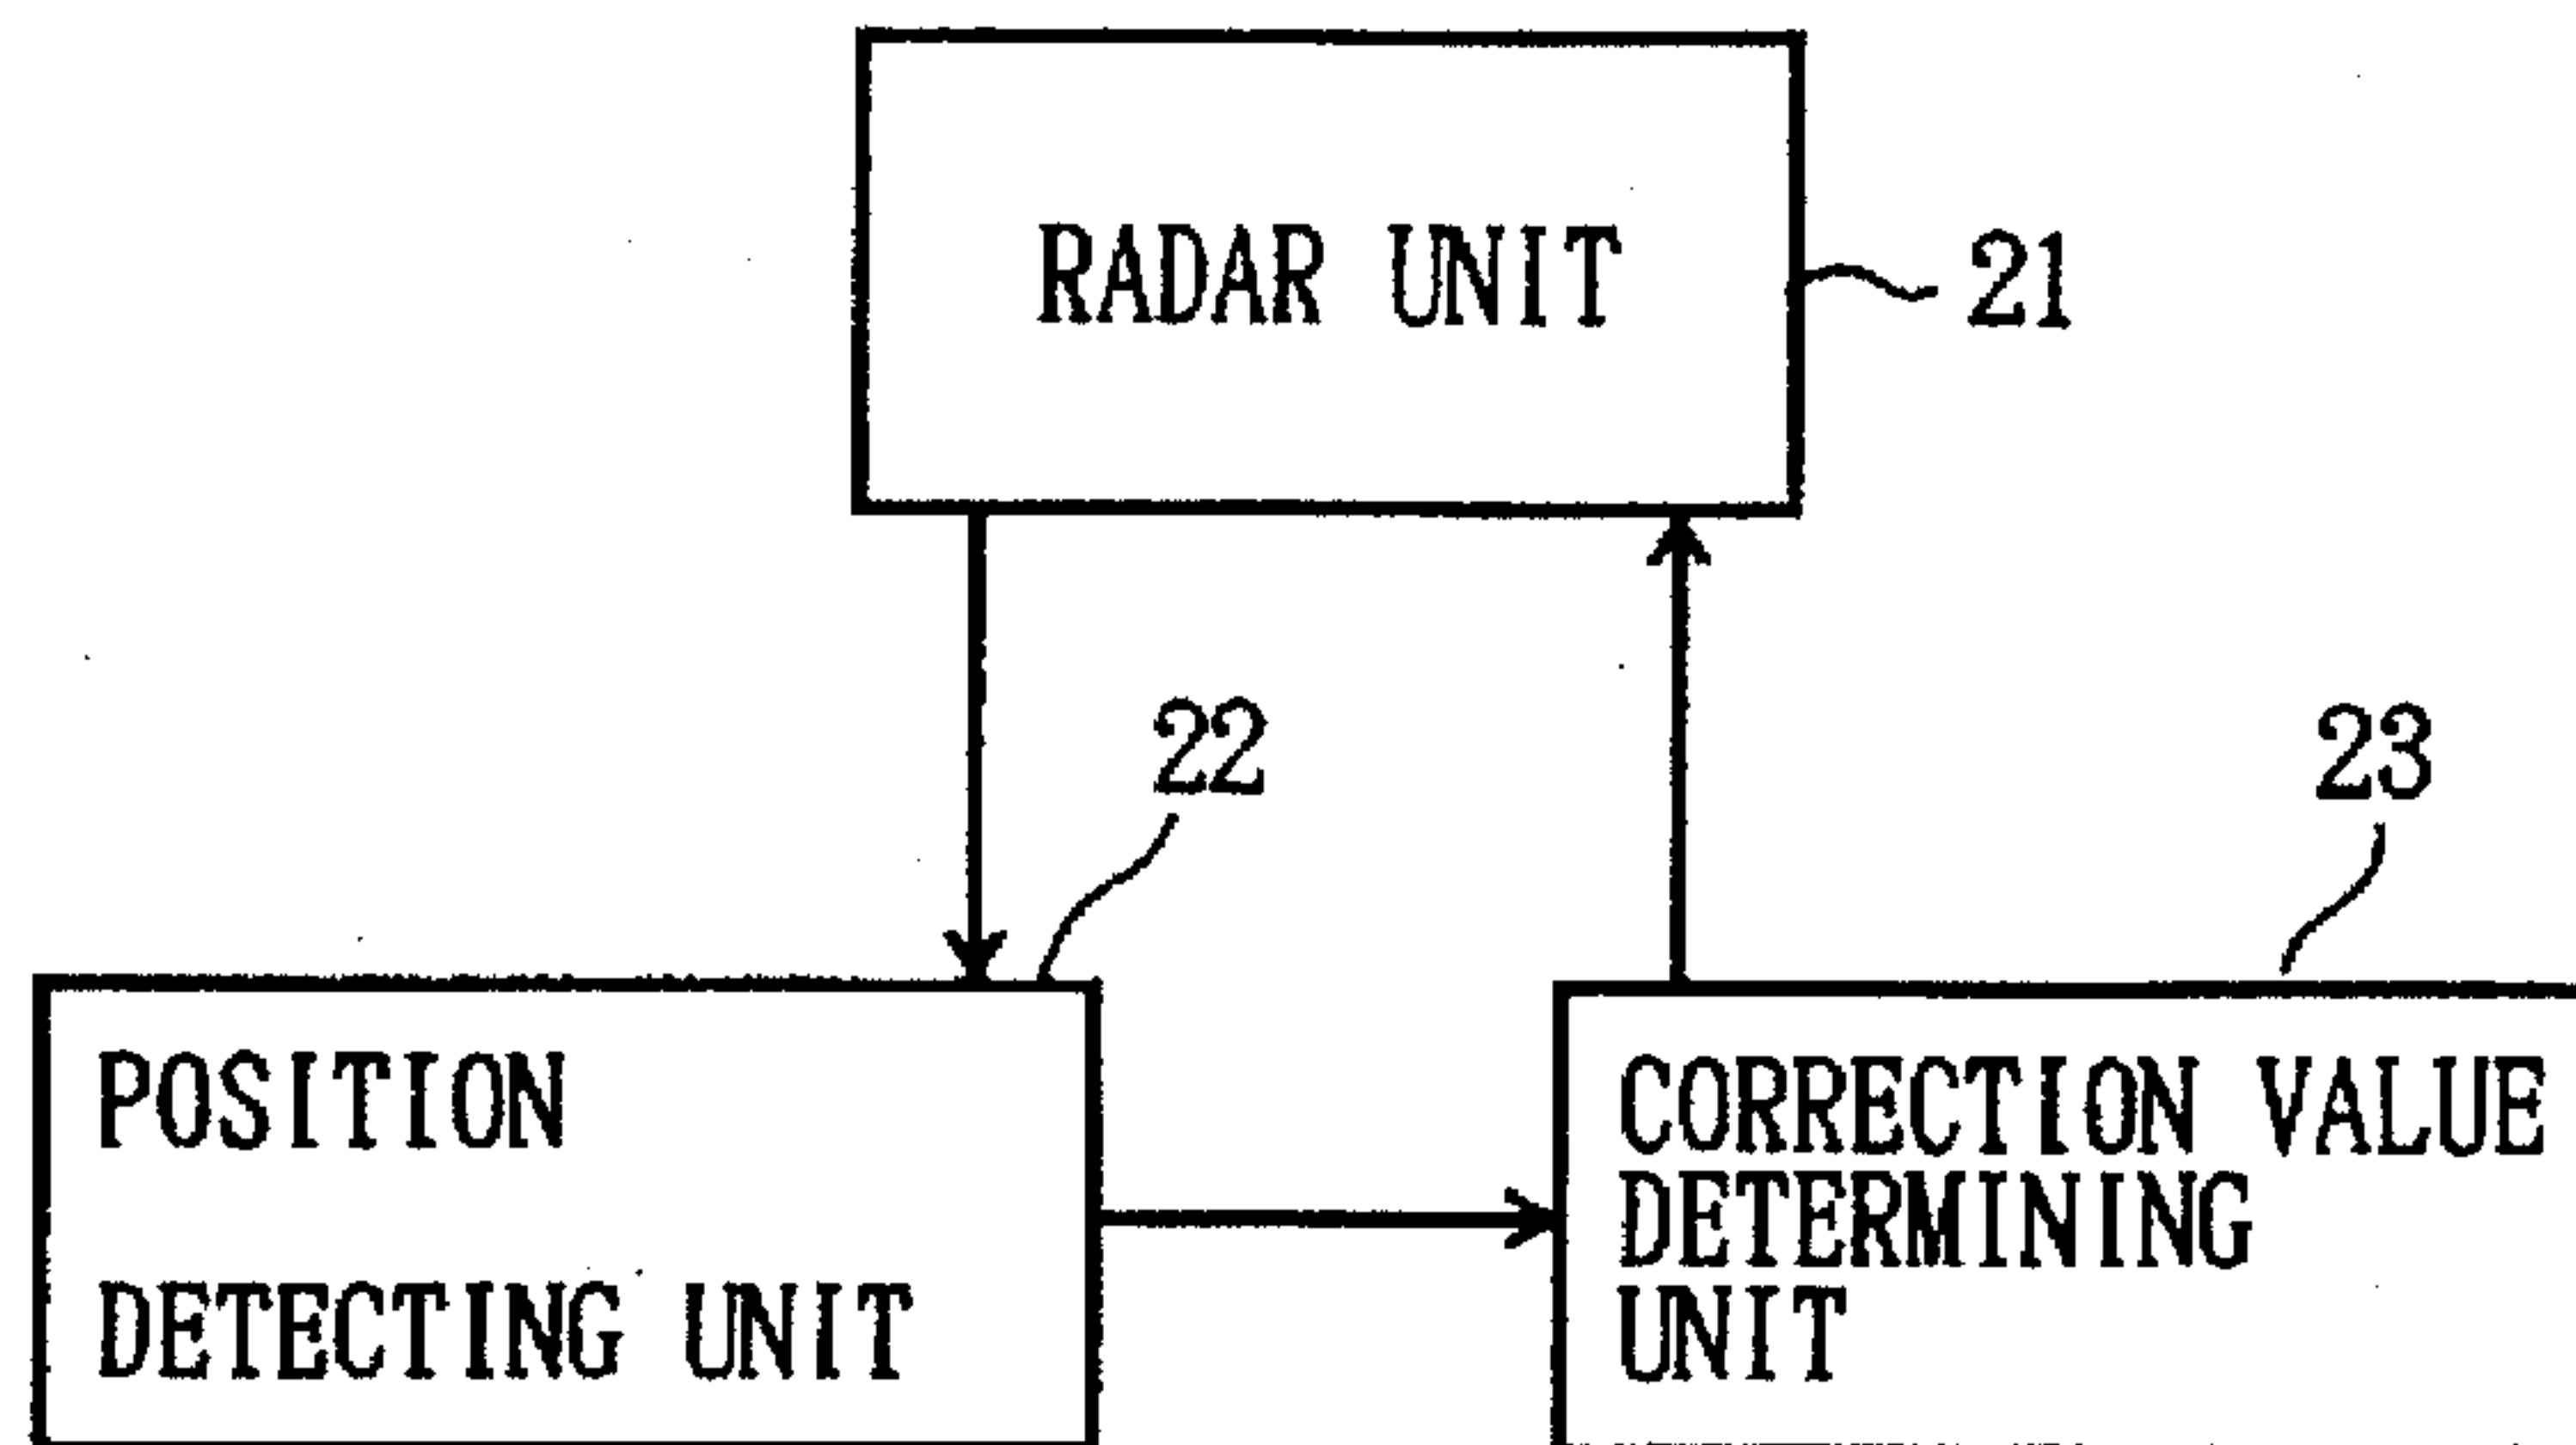 RADAR UNIT
21
22
23
POSITION
DETECTING UNIT
CORRECTION VALUE
DETERMINING
UNIT